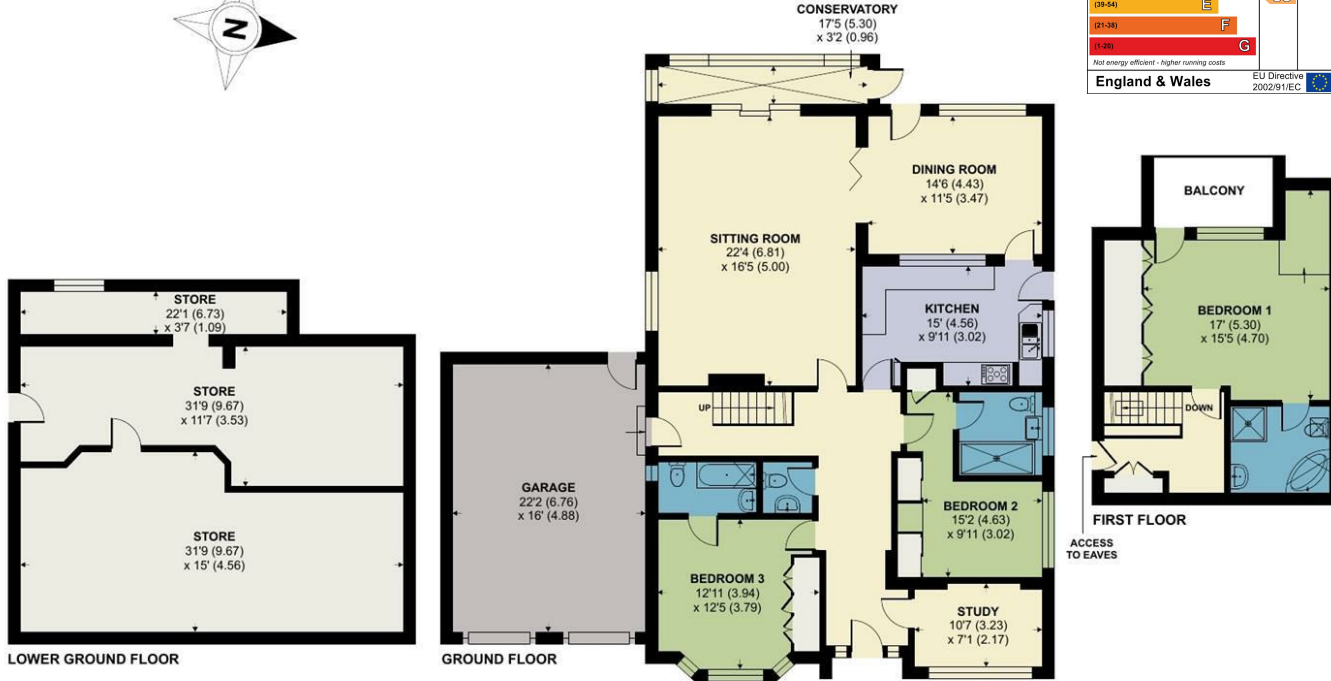 N
CONSERVATORY
17'5 (5.30)
x 3'2 (0.96)
(39-54)
E
(21-38)
F
(1-20)
G
Not energy efficient - higher running costs
England & Wales
EU Directive
2002/91/EC
DINING ROOM
14'6 (4.43)
x 11'5 (3.47)
SITTING ROOM
22'4 (6.81)
x 16'5 (5.00)
KITCHEN
15' (4.56)
x 9'11 (3.02)
BALCONY
BEDROOM 1
17' (5.30)
x 15'5 (4.70)
DOWN
FIRST FLOOR
ACCESS
TO EAVES
STORE
22'1 (6.73)
x 3'7 (1.09)
STORE
31'9 (9.67)
x 11'7 (3.53)
STORE
31'9 (9.67)
x 15' (4.56)
LOWER GROUND FLOOR
UP
GARAGE
22'2 (6.76)
x 16' (4.88)
BEDROOM 2
15'2 (4.63)
x 9'11 (3.02)
BEDROOM 3
12'11 (3.94)
x 12'5 (3.79)
STUDY
10'7 (3.23)
x 7'1 (2.17)
GROUND FLOOR